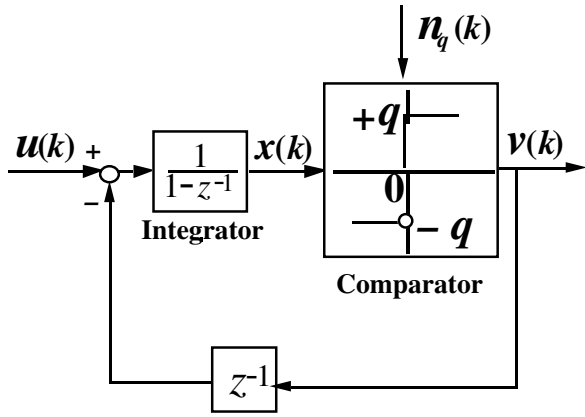 n_q (k)
+q
u(k) +
1
1- z⁻¹
x(k)
v(k)
0
−
Integrator
− q
Comparator
z⁻¹